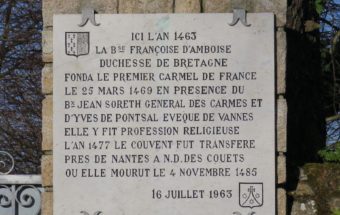 ICI L'AN 1463
LA Bse FRANÇOISE D'AMBOISE
DUCHESSE DE BRETAGNE
FONDA LE PREMIER CARMEL DE FRANCE
LE 25 MARS 1469 EN PRESENCE DU
Bx JEAN SORETH GENERAL DES CARMES ET
D'YVES DE PONTSAL EVEQUE DE VANNES
ELLE Y FIT PROFESSION RELIGIEUSE
L'AN 1477 LE COUVENT FUT TRANSFERE
PRES DE NANTES A N.D. DES COUETS
OU ELLE MOURUT LE 4 NOVEMBRE 1485
16 JUILLET 1963